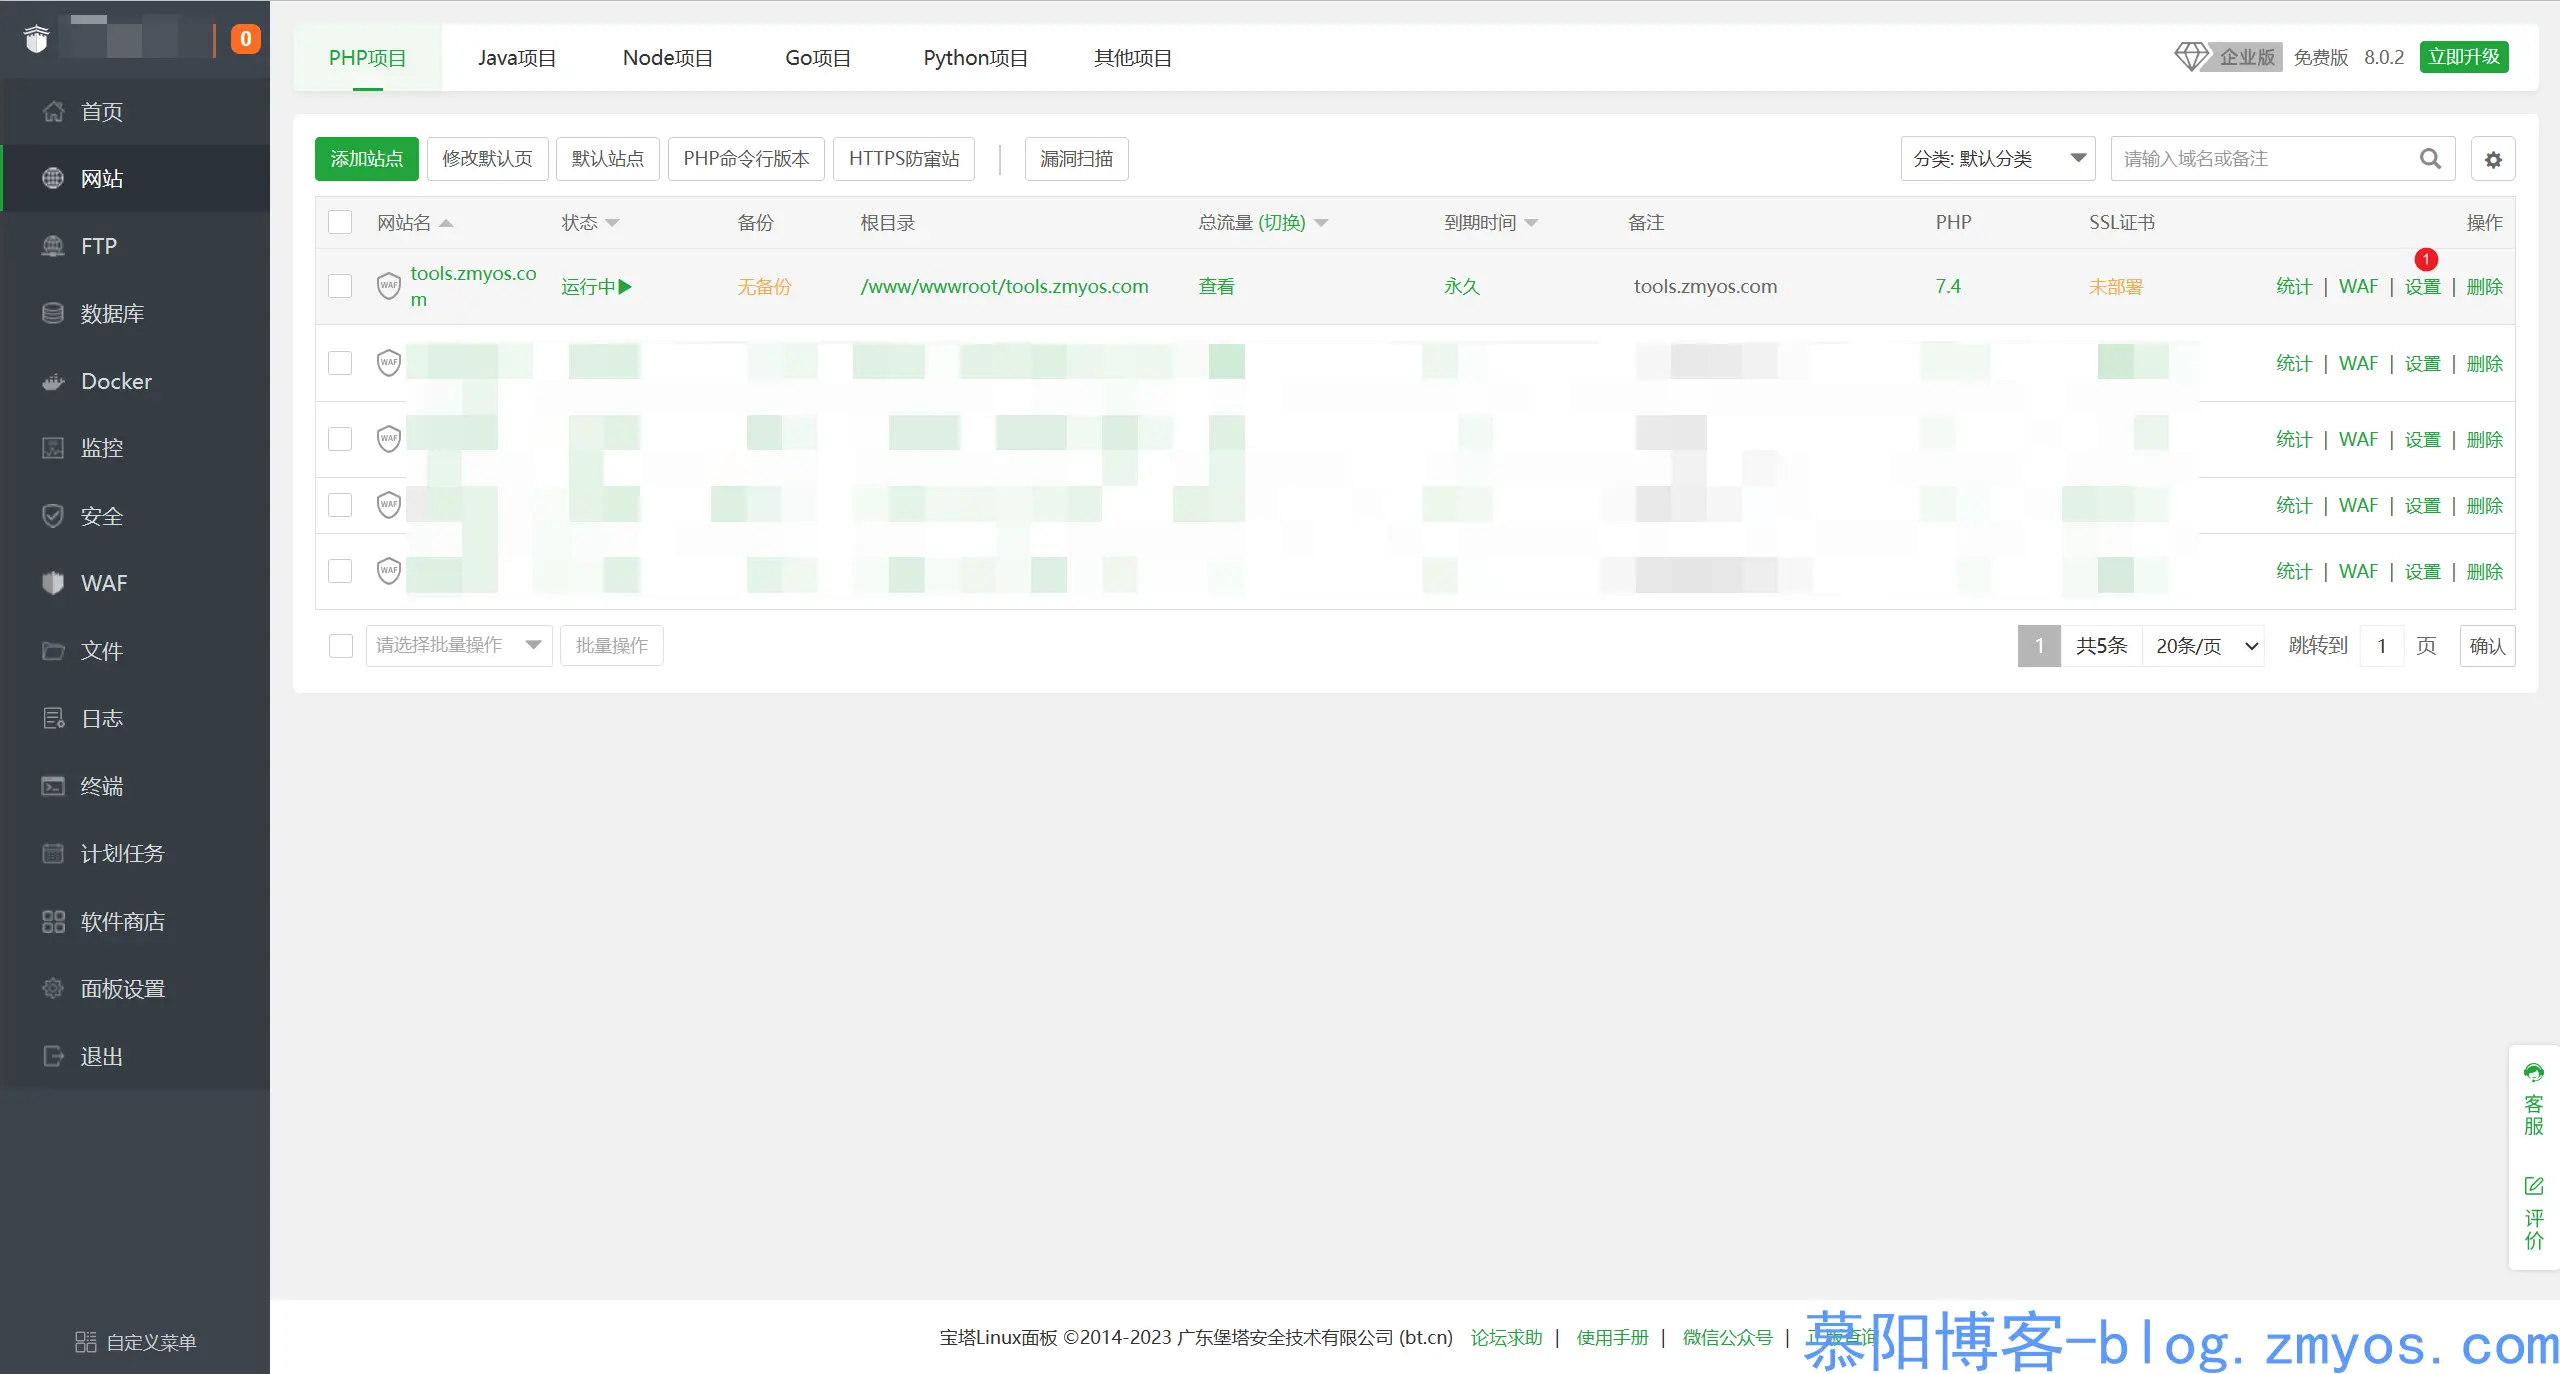 0
首页
网站
FTP
数据库
Docker
监控
安全
WAF
文件
日志
终端
计划任务
软件商店
面板设置
退出
自定义菜单
PHP项目 Java项目 Node项目 Go项目 Python项目 其他项目 企业版 免费版 8.0.2 立即升级
添加站点 修改默认页 默认站点 PHP命令行版本 HTTPS防窜站 漏洞扫描 分类: 默认分类 请输入域名或备注
网站名 状态 备份 根目录 总流量 (切换) 到期时间 备注 PHP SSL证书 操作
1
WAF tools.zmyos.co 运行中 无备份 /www/wwwroot/tools.zmyos.com 查看 永久 tools.zmyos.com 7.4 未部署 统计 | WAF | 设置 | 删除
m
WAF 统计 | WAF | 设置 | 删除
WAF 统计 | WAF | 设置 | 删除
WAF 统计 | WAF | 设置 | 删除
WAF 统计 | WAF | 设置 | 删除
请选择批量操作 批量操作 1 共5条 20条/页 跳转到 1 页 确认
客
服
评
价
宝塔Linux面板 ©2014-2023 广东堡塔安全技术有限公司 (bt.cn) 论坛求助 | 使用手册 | 微信公众号 | 正版查询
慕阳博客-blog.zmyos.com